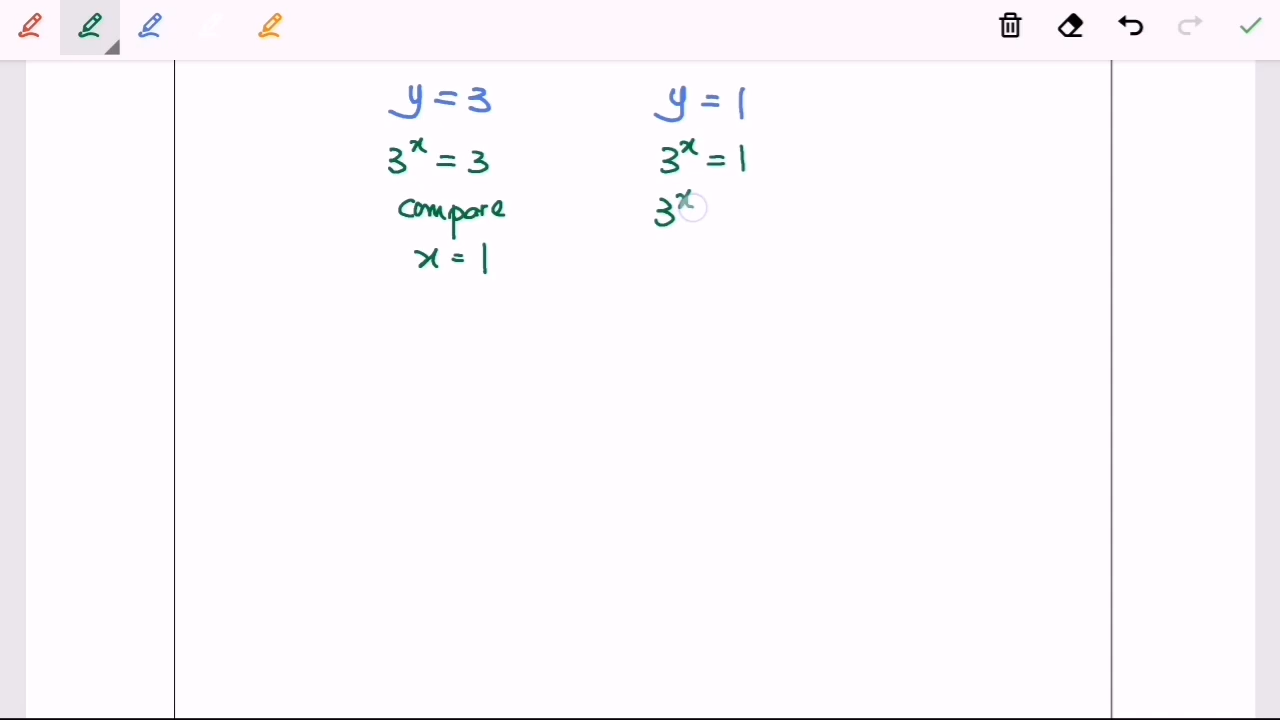 y = 3
3^x = 3
compare
x = 1
y = 1
3^x = 1
3^x